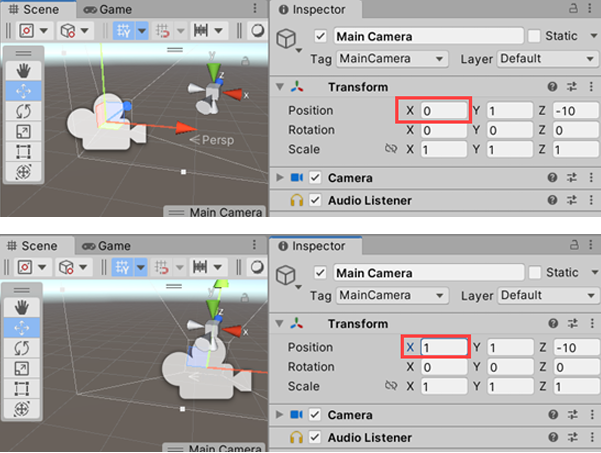 Scene Game Inspector
Main Camera Static
Tag MainCamera Layer Default
Transform
Position X 0 Y 1 Z -10
Rotation X 0 Y 0 Z 0
Scale X 1 Y 1 Z 1
Camera
Audio Listener
y
z
x
Persp
Main Camera
Scene Game Inspector
Main Camera Static
Tag MainCamera Layer Default
Transform
Position X 1 Y 1 Z -10
Rotation X 0 Y 0 Z 0
Scale X 1 Y 1 Z 1
Camera
Audio Listener
z
x
Main Camera